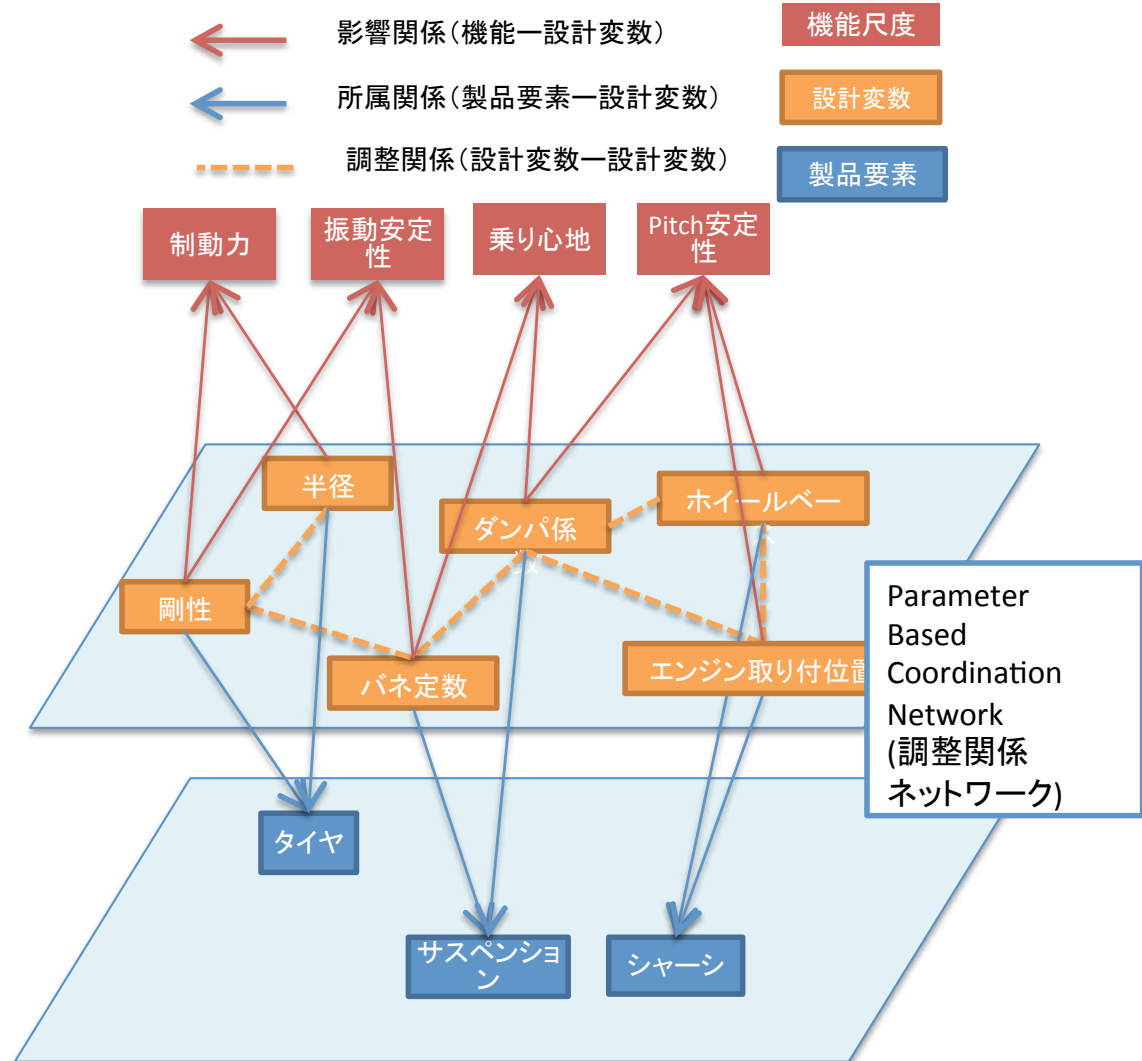 影響関係（機能ー設計変数）
機能尺度
所属関係（製品要素ー設計変数）
設計変数
調整関係（設計変数ー設計変数）
製品要素
制動力
振動安定
性
乗り心地
Pitch安定
性
半径
ダンパ係
数
ホイールベー
ス
剛性
バネ定数
エンジン取り付位置
Parameter
Based
Coordination
Network
(調整関係
ネットワーク)
タイヤ
サスペンショ
ン
シャーシ